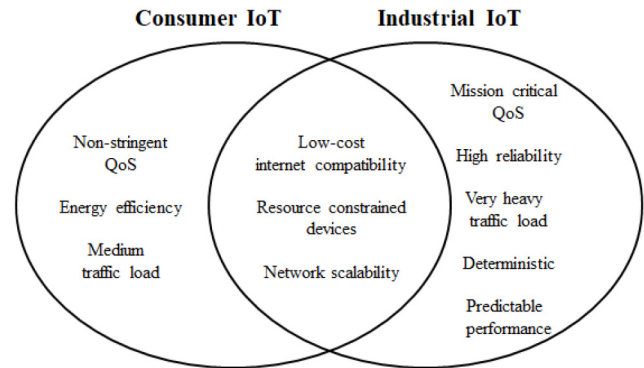 Consumer IoT
Industrial IoT
Non-stringent
QoS
Energy efficiency
Medium
traffic load
Low-cost
internet compatibility
Resource constrained
devices
Network scalability
Mission critical
QoS
High reliability
Very heavy
traffic load
Deterministic
Predictable
performance